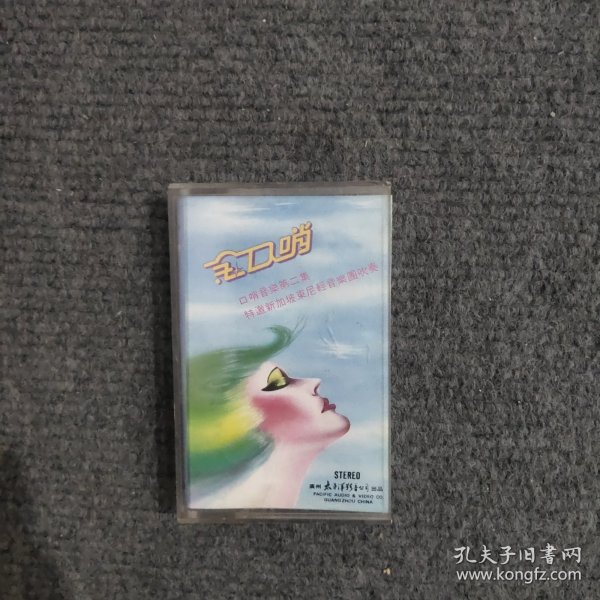 金口哨
口哨音樂第二集
特邀新加坡東尼輕音樂團吹奏
STEREO
廣州太平洋影音公司 出品
PACIFIC AUDIO & VIDEO CO.
GUANGZHOU CHINA
孔夫子旧书网
www.kongfz.com